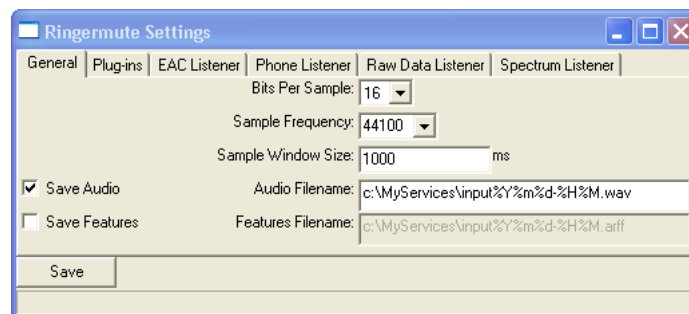 Ringermute Settings
General Plug-ins EAC Listener Phone Listener Raw Data Listener Spectrum Listener
Bits Per Sample: 16
Sample Frequency: 44100
Sample Window Size: 1000 ms
Save Audio Audio Filename: c:\MyServices\input%Y%m%d-%H%M.wav
Save Features Features Filename: c:\MyServices\input%Y%m%d-%H%M.arff
Save